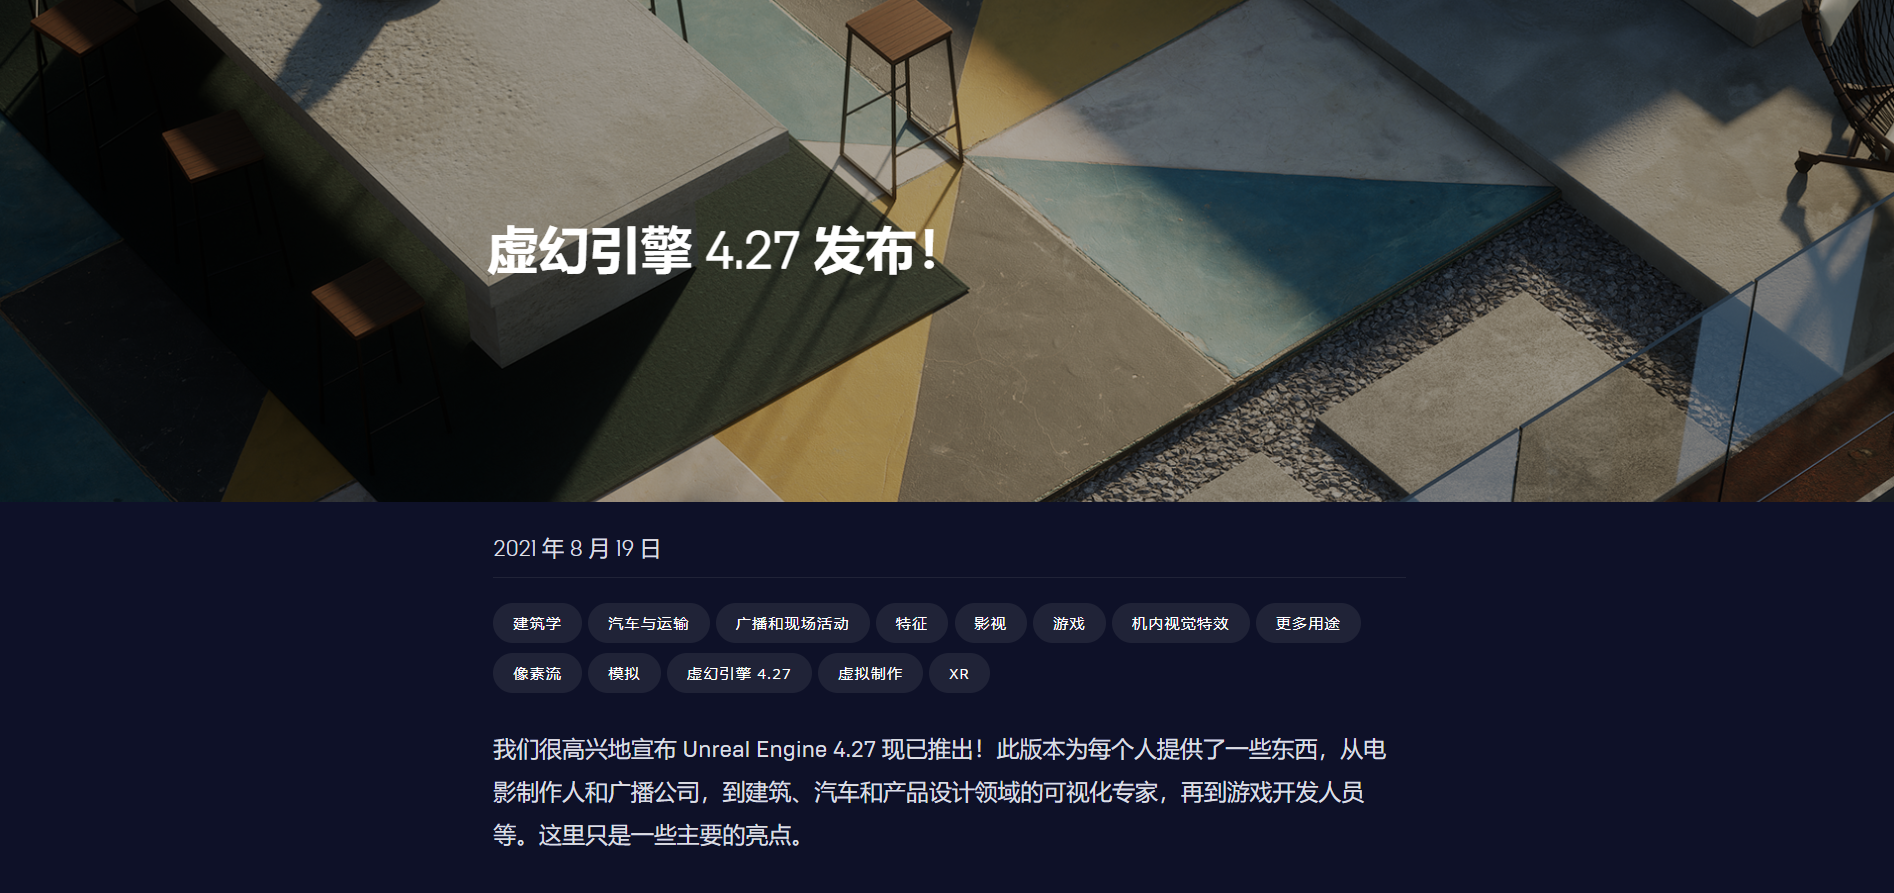 虚幻引擎 4.27 发布！
2021 年 8 月 19 日
建筑学 汽车与运输 广播和现场活动 特征 影视 游戏 机内视觉特效 更多用途
像素流 模拟 虚幻引擎 4.27 虚拟制作 XR
我们很高兴地宣布 Unreal Engine 4.27 现已推出！此版本为每个人提供了一些东西，从电
影制作人和广播公司，到建筑、汽车和产品设计领域的可视化专家，再到游戏开发人员
等。这里只是一些主要的亮点。